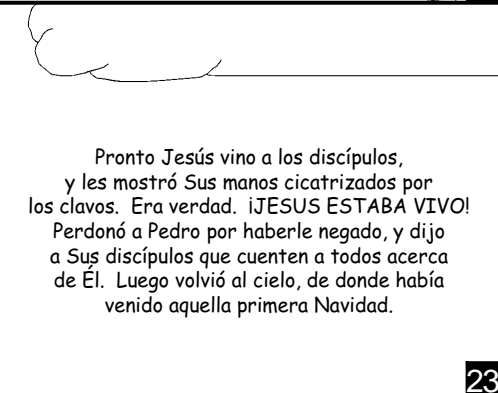 Pronto Jesús vino a los discípulos,
y les mostró Sus manos cicatrizados por
los clavos.  Era verdad.  ¡JESUS ESTABA VIVO!
Perdonó a Pedro por haberle negado, y dijo
a Sus discípulos que cuenten a todos acerca
de Él.  Luego volvió al cielo, de donde había
venido aquella primera Navidad.
23